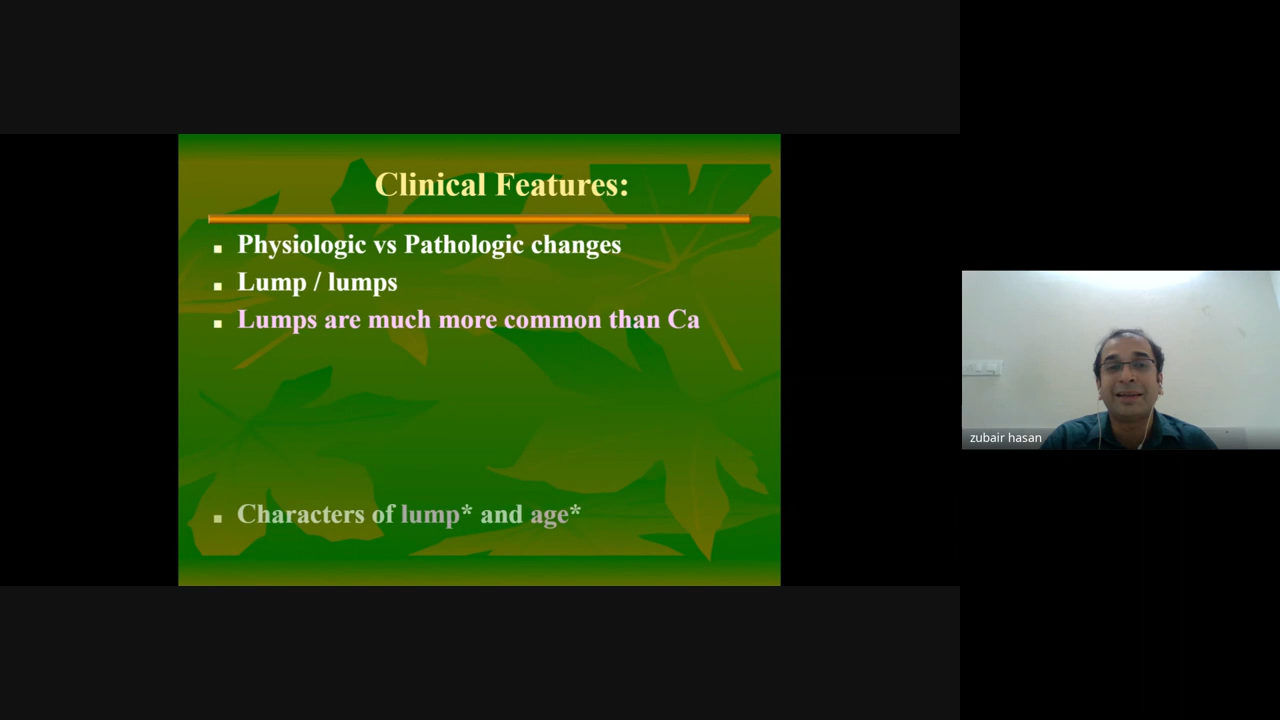 Clinical Features:
Physiologic vs Pathologic changes
Lump / lumps
Lumps are much more common than Ca
Characters of lump* and age*
zubair hasan